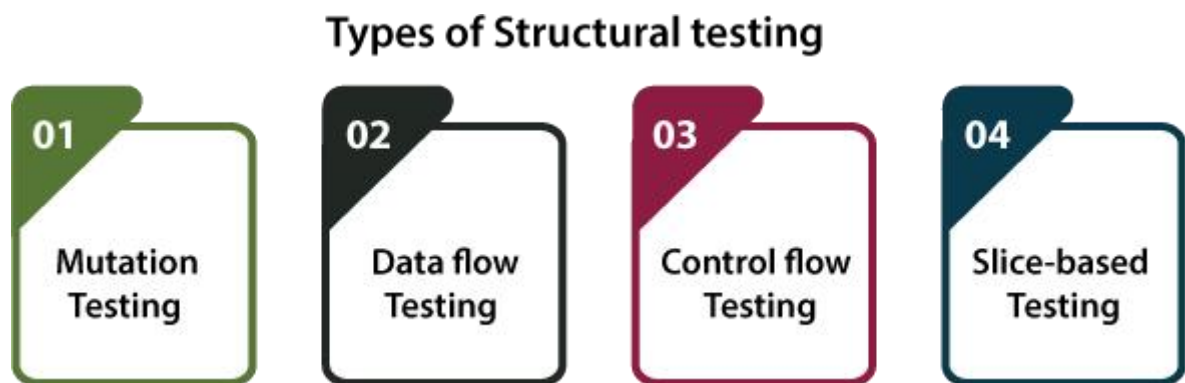 Types of Structural testing
01
Mutation
Testing
02
Data flow
Testing
03
Control flow
Testing
04
Slice-based
Testing